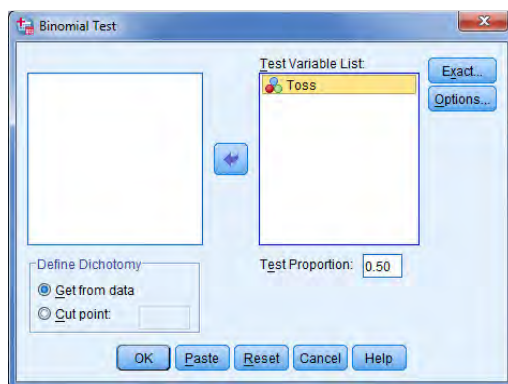 Binomial Test
Test Variable List:
Toss
Exact...
Options...
Define Dichotomy
Get from data
Cut point:
Test Proportion: 0.50
OK Paste Reset Cancel Help